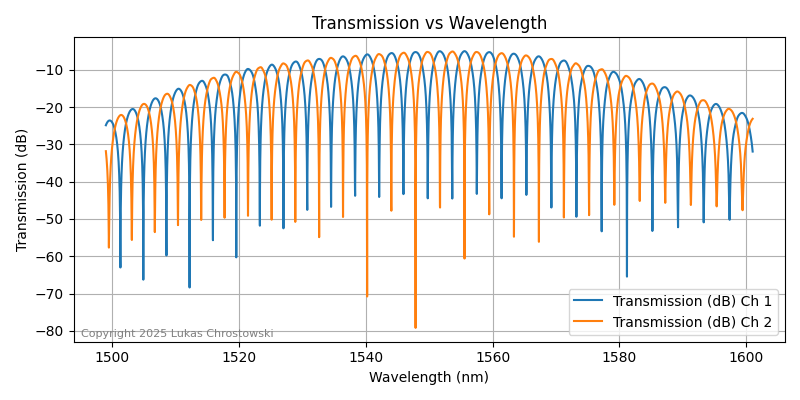 Transmission vs Wavelength
Transmission (dB)
−10
−20
−30
−40
−50
−60
−70
−80
Transmission (dB) Ch 1
Transmission (dB) Ch 2
Copyright 2025 Lukas Chrostowski
1500 1520 1540 1560 1580 1600
Wavelength (nm)